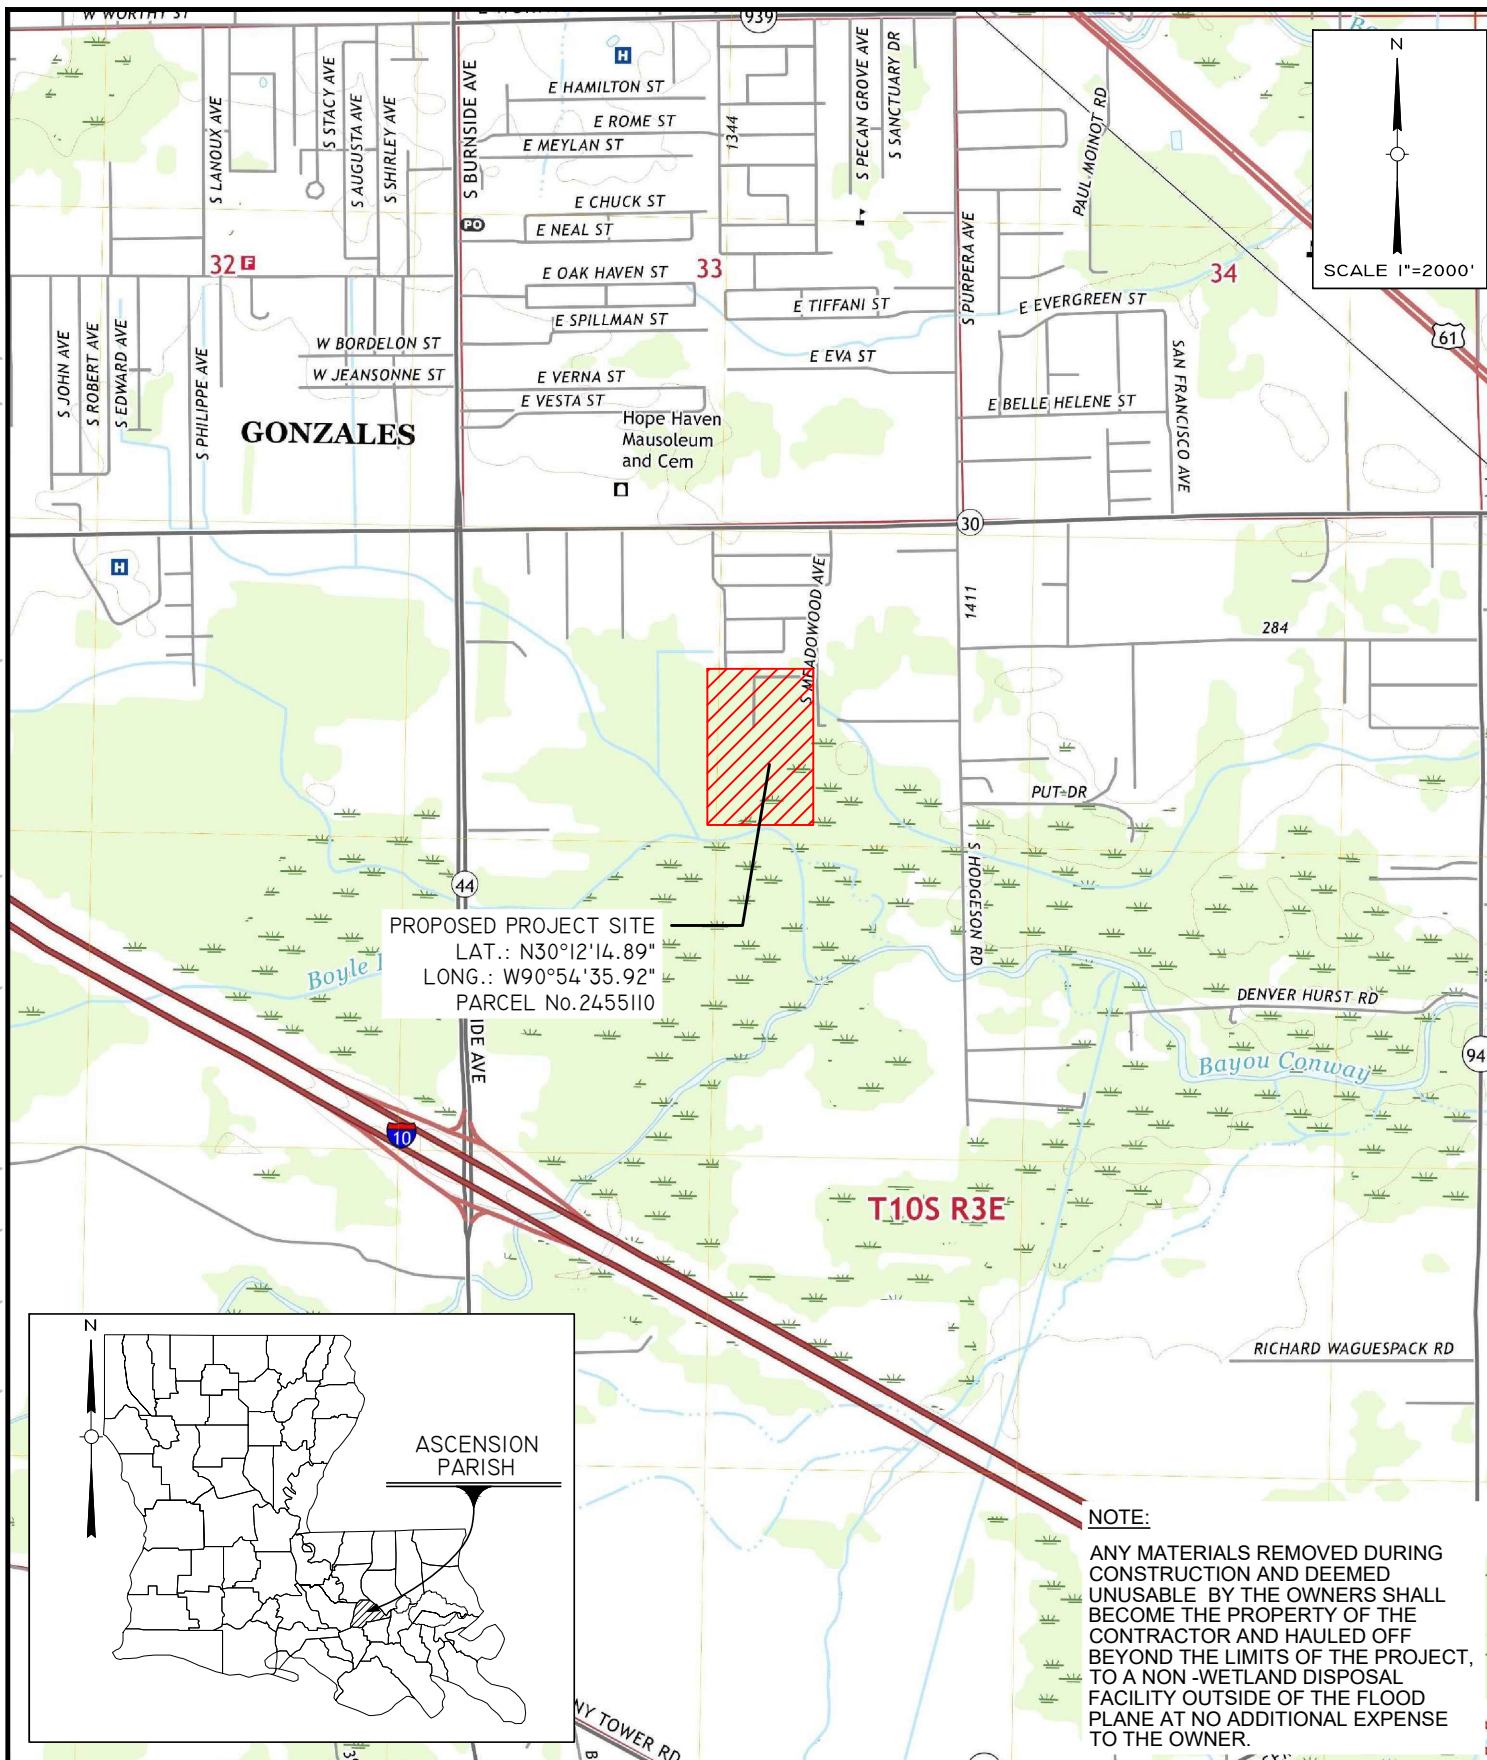 W WORTHY ST
939
N
SCALE 1"=2000'
H
E HAMILTON ST
E ROME ST
E MEYLAN ST
1344
S PECAN GROVE AVE
S SANCTUARY DR
PAUL MOINOT RD
S LANOUX AVE
S STACY AVE
S AUGUSTA AVE
S SHIRLEY AVE
S BURNSIDE AVE
E CHUCK ST
PO
E NEAL ST
32 F
E OAK HAVEN ST
33
34
S PURPERA AVE
E TIFFANI ST
E EVERGREEN ST
E SPILLMAN ST
61
S JOHN AVE
S ROBERT AVE
S EDWARD AVE
S PHILIPPE AVE
W BORDELON ST
W JEANSONNE ST
E EVA ST
E VERNA ST
E VESTA ST
E BELLE HELENE ST
SAN FRANCISCO AVE
GONZALES
Hope Haven
Mausoleum
and Cem
30
H
S MEADOWOOD AVE
1411
284
PUT DR
44
S HODGESON RD
PROPOSED PROJECT SITE
LAT.: N30°12'14.89"
LONG.: W90°54'35.92"
PARCEL No.2455110
Boyle
IDE AVE
DENVER HURST RD
Bayou Conway
94
10
T10S R3E
RICHARD WAGUESPACK RD
N
ASCENSION
PARISH
NOTE:
ANY MATERIALS REMOVED DURING
CONSTRUCTION AND DEEMED
UNUSABLE BY THE OWNERS SHALL
BECOME THE PROPERTY OF THE
CONTRACTOR AND HAULED OFF
BEYOND THE LIMITS OF THE PROJECT,
TO A NON -WETLAND DISPOSAL
FACILITY OUTSIDE OF THE FLOOD
PLANE AT NO ADDITIONAL EXPENSE
TO THE OWNER.
NY TOWER RD
B